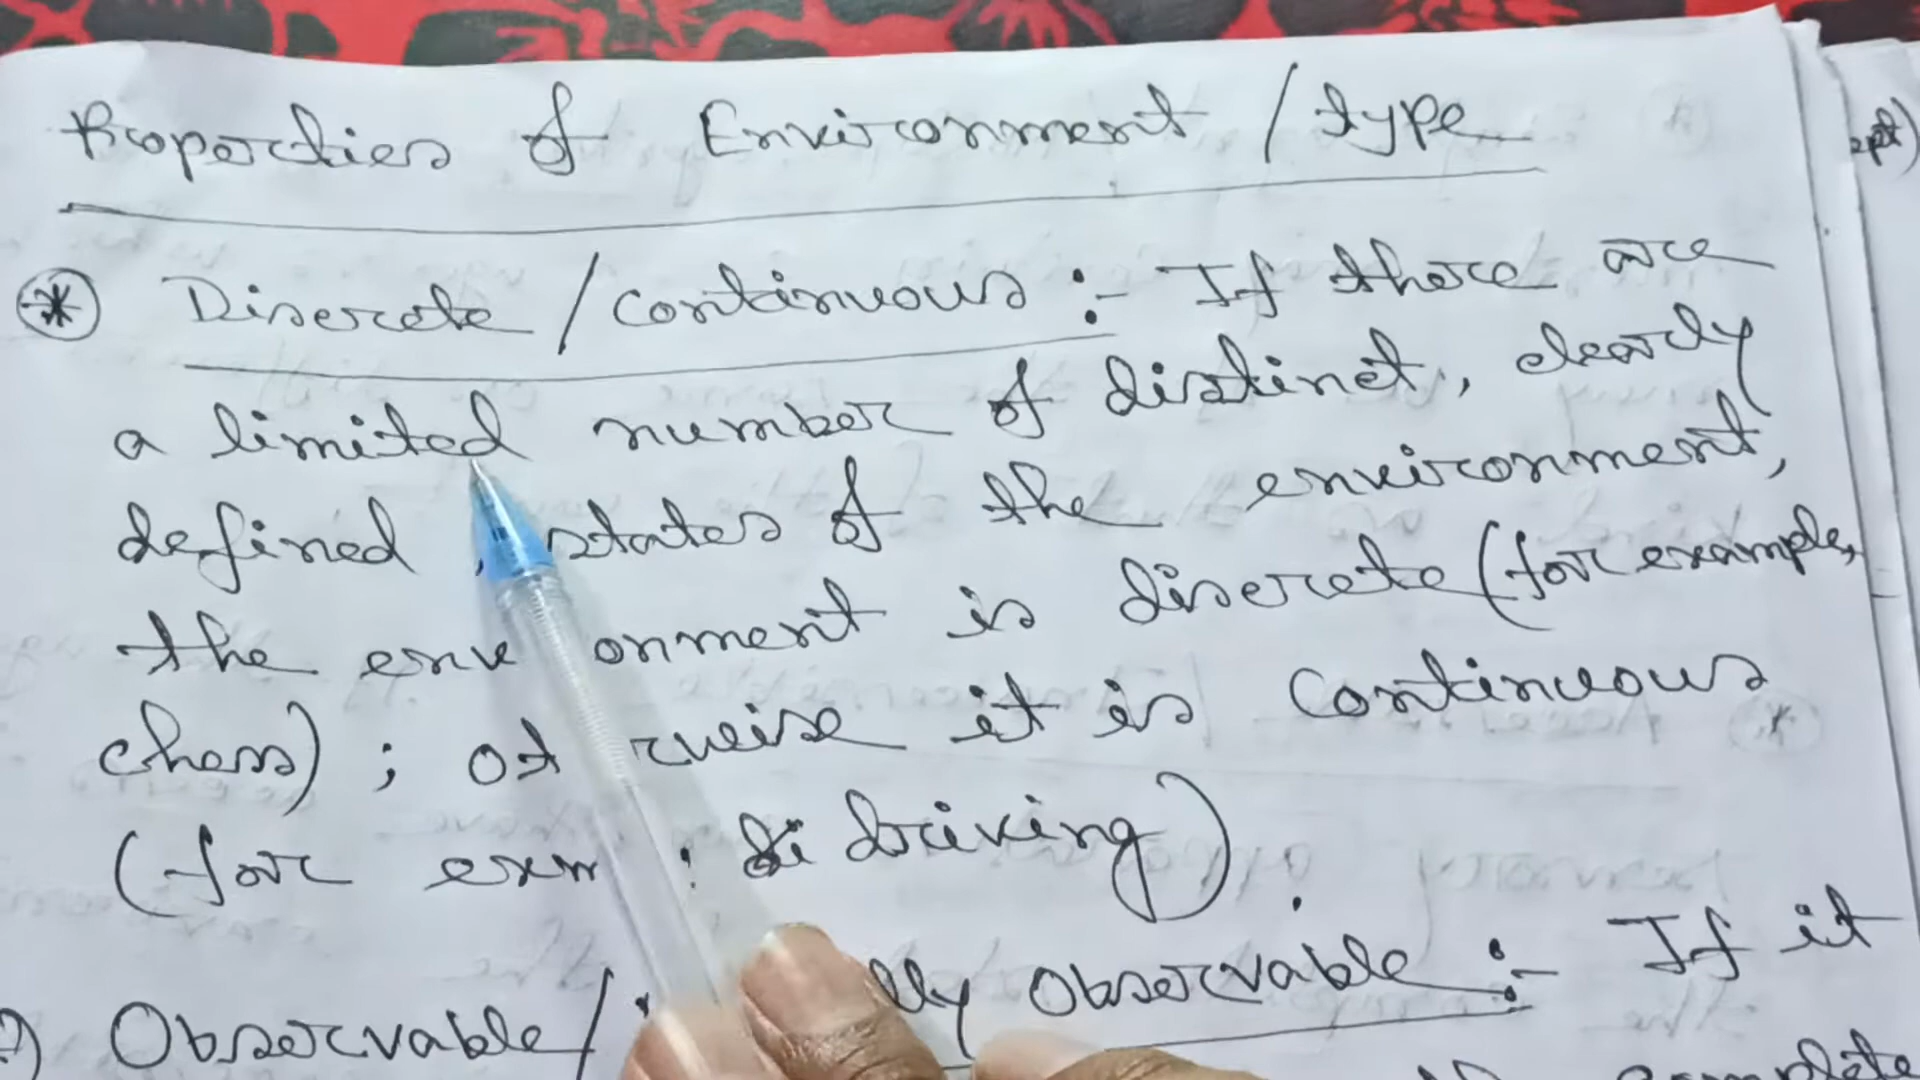 Properties of Environment / type
Discrete / continuous :- If there are
a limited number of distinct, clearly
defined, states of the environment,
the env onment is discrete (for example,
chess) ; ot rwise it is continuous
(for exm : driving).
Observable / lly Observable :- If it
complete